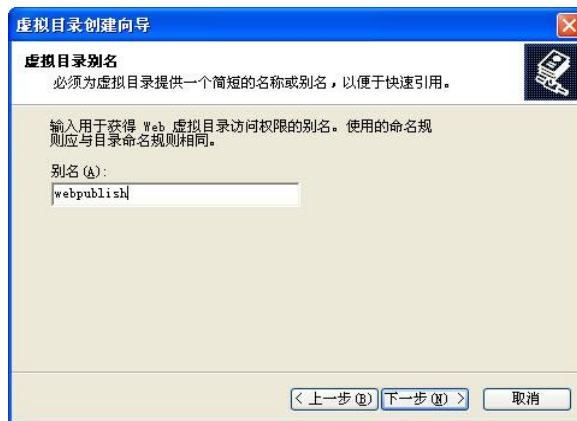 虚拟目录创建向导
虚拟目录别名
必须为虚拟目录提供一个简短的名称或别名，以便于快速引用。
输入用于获得 Web 虚拟目录访问权限的别名。使用的命名规
则应与目录命名规则相同。
别名(A):
webpublish
< 上一步(B) 下一步(N) > 取消